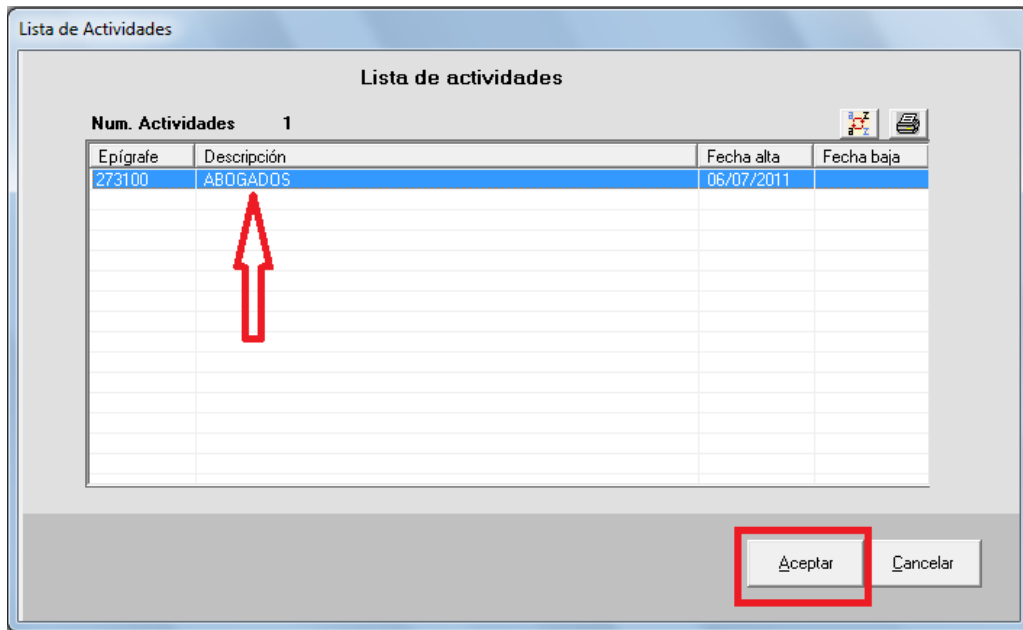 Lista de Actividades
Lista de actividades
Num. Actividades 1
Epígrafe Descripción Fecha alta Fecha baja
273100 ABOGADOS 06/07/2011
Aceptar Cancelar